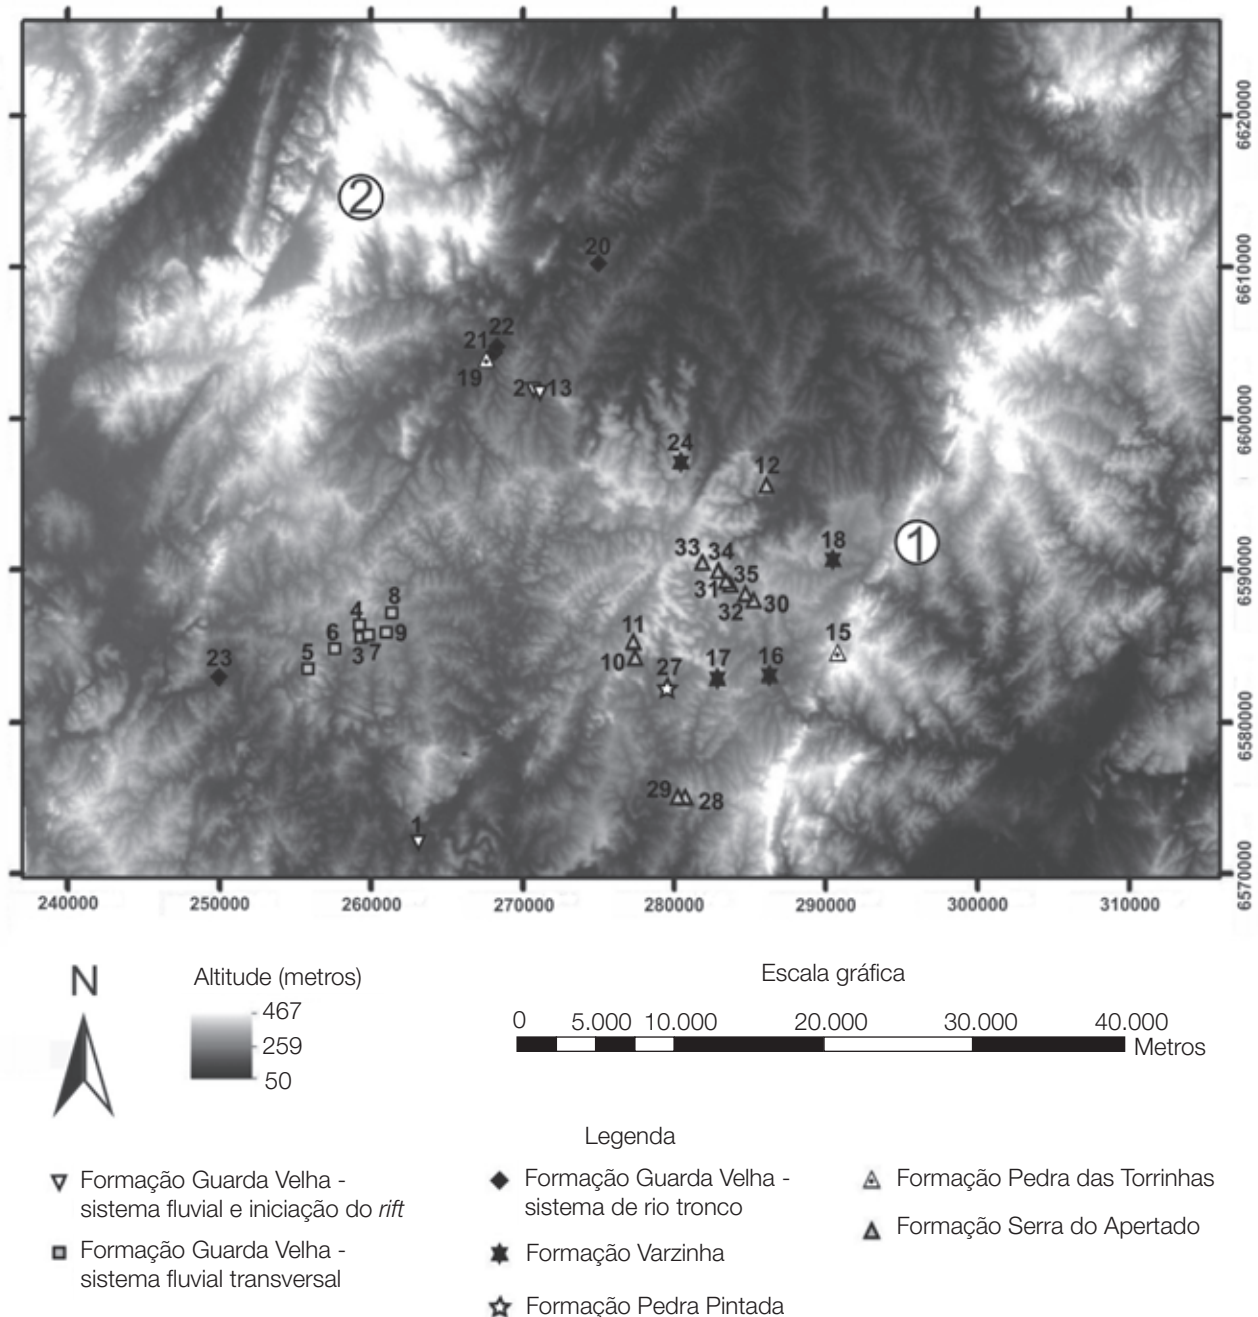 2
20
22
21
19
2 13
24
12
33 34
18
1
35
31
32 30
8
4
6 9
5 3 7
11
10
15
23
27 17 16
29 28
1
6620000
6610000
6600000
6590000
6580000
6570000
240000 250000 260000 270000 280000 290000 300000 310000
N
Altitude (metros)
467
259
50
Escala gráfica
0 5.000 10.000 20.000 30.000 40.000
Metros
Legenda
Formação Guarda Velha -
sistema fluvial e iniciação do rift
Formação Guarda Velha -
sistema fluvial transversal
Formação Guarda Velha -
sistema de rio tronco
Formação Varzinha
Formação Pedra Pintada
Formação Pedra das Torrinhas
Formação Serra do Apertado